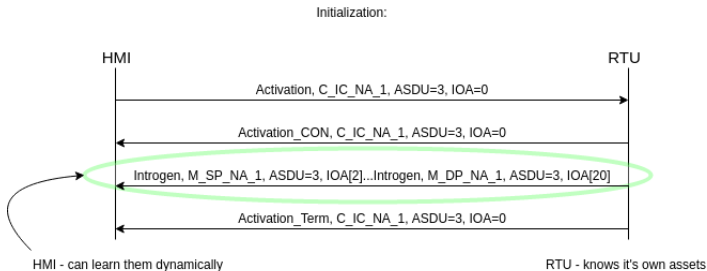 Initialization:
HMI
RTU
Activation, C_IC_NA_1, ASDU=3, IOA=0
Activation_CON, C_IC_NA_1, ASDU=3, IOA=0
Introgen, M_SP_NA_1, ASDU=3, IOA[2]...Introgen, M_DP_NA_1, ASDU=3, IOA[20]
Activation_Term, C_IC_NA_1, ASDU=3, IOA=0
HMI - can learn them dynamically
RTU - knows it's own assets